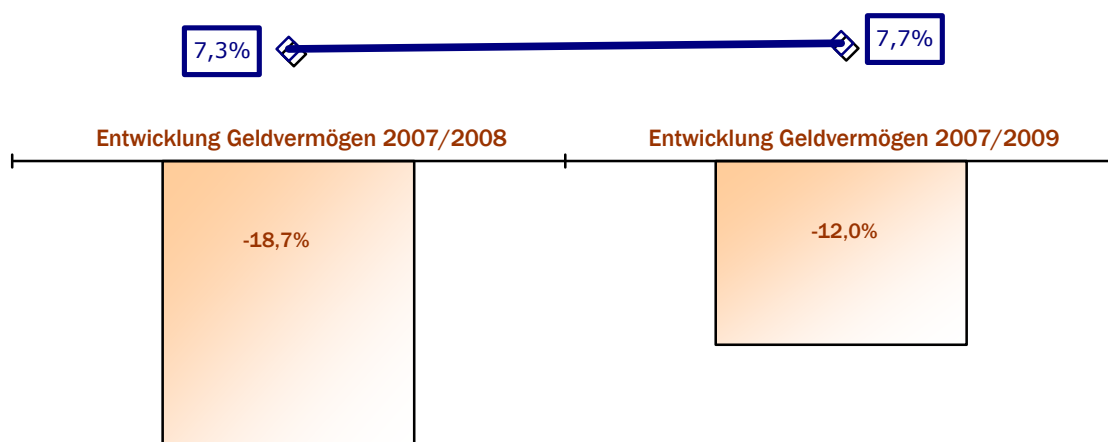 7,3%
7,7%
Entwicklung Geldvermögen 2007/2008
Entwicklung Geldvermögen 2007/2009
-18,7%
-12,0%